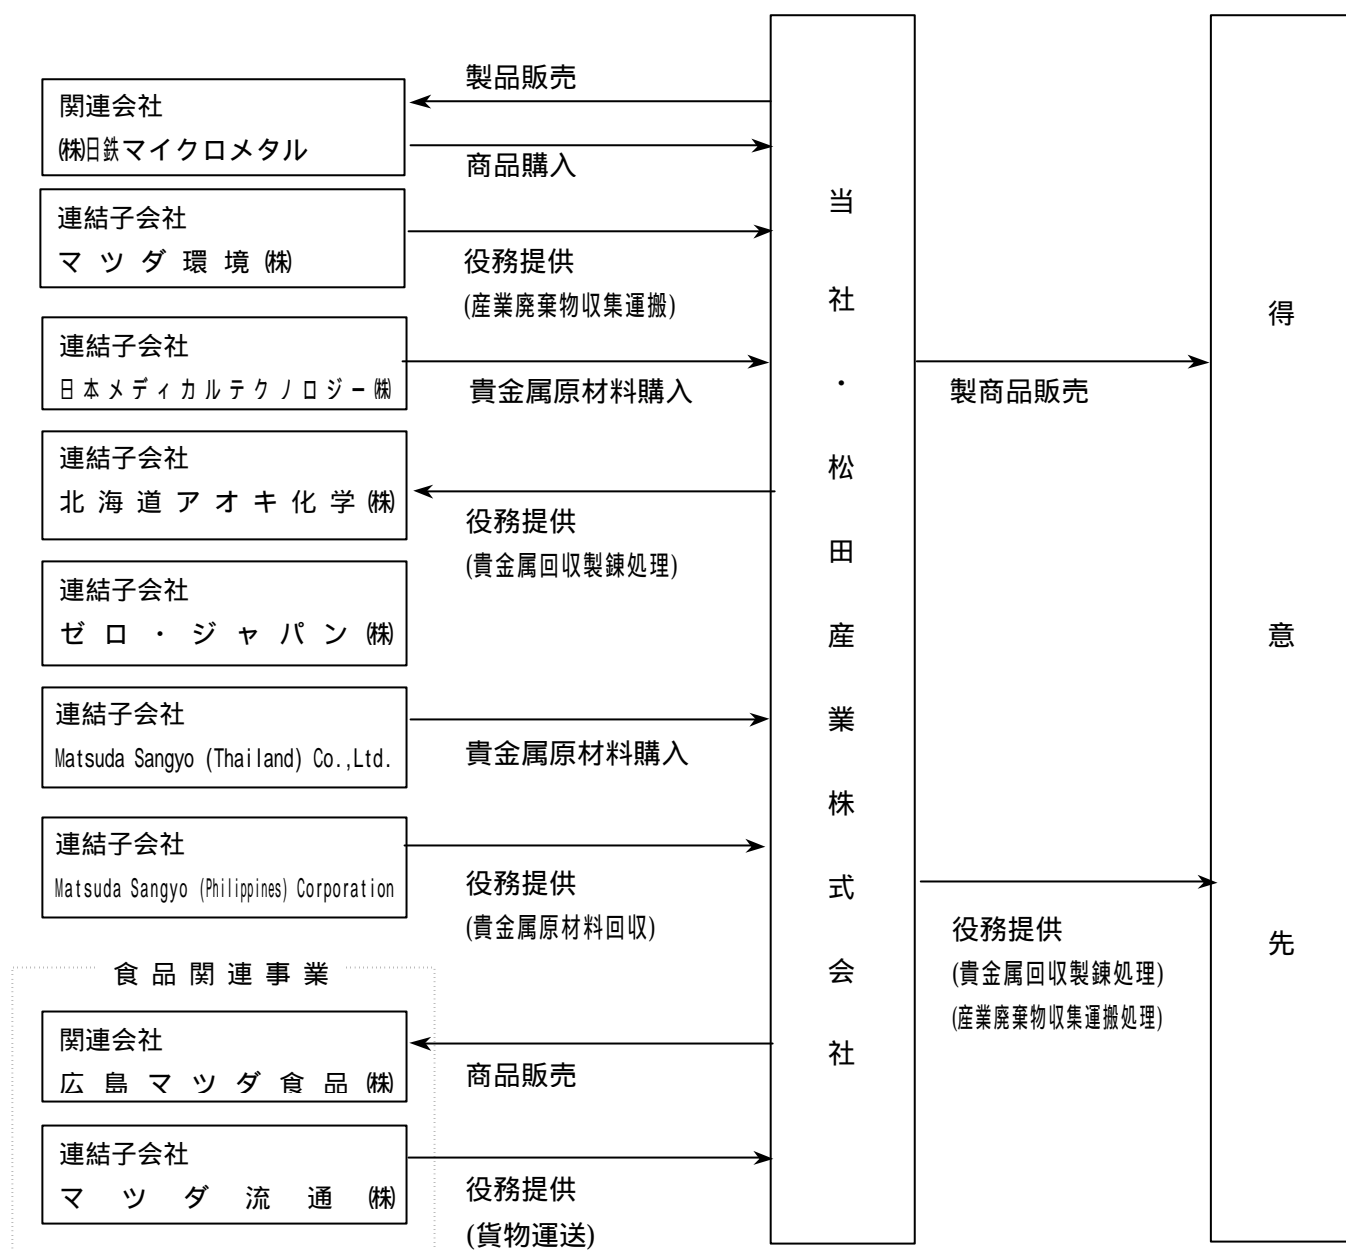 製品販売
関連会社
㈱日鉄マイクロメタル
商品購入
連結子会社
マツダ環境㈱
役務提供
(産業廃棄物収集運搬)
連結子会社
日本メディカルテクノロジー㈱
貴金属原材料購入
連結子会社
北海道アオキ化学㈱
役務提供
(貴金属回収製錬処理)
連結子会社
ゼロ・ジャパン㈱
連結子会社
Matsuda Sangyo (Thailand) Co.,Ltd.
貴金属原材料購入
連結子会社
Matsuda Sangyo (Philippines) Corporation
役務提供
(貴金属原材料回収)
食品関連事業
関連会社
広島マツダ食品㈱
商品販売
連結子会社
マツダ流通㈱
役務提供
(貨物運送)
当社・松田産業株式会社
製商品販売
役務提供
(貴金属回収製錬処理)
(産業廃棄物収集運搬処理)
得意先